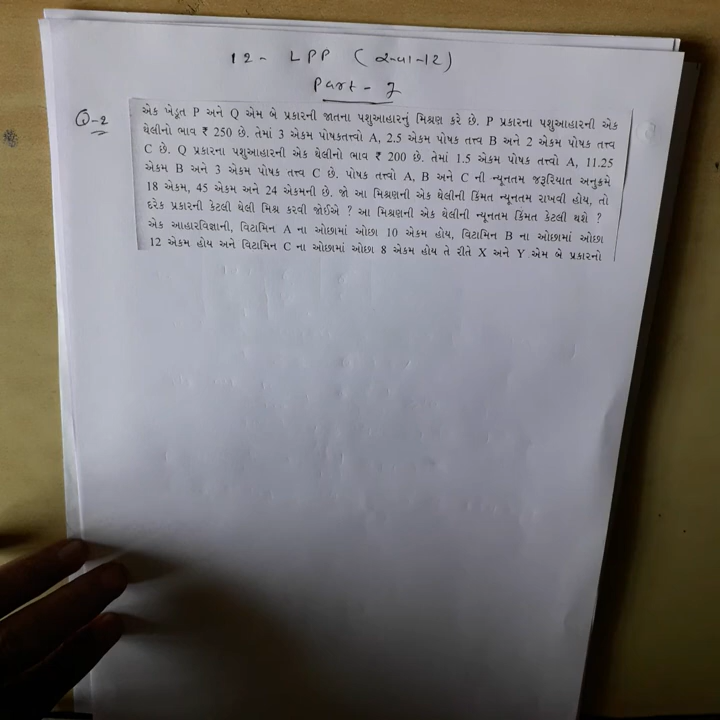 12 - LPP (સ્વા-12)
Part - 7
Q-2
એક ખેડૂત P અને Q એમ બે પ્રકારની જાતના પશુઆહારનું મિશ્રણ કરે છે. P પ્રકારના પશુઆહારની એક
થેલીનો ભાવ ₹ 250 છે. તેમાં 3 એકમ પોષકતત્ત્વો A, 2.5 એકમ પોષક તત્ત્વ B અને 2 એકમ પોષક તત્ત્વ
C છે. Q પ્રકારના પશુઆહારની એક થેલીનો ભાવ ₹ 200 છે. તેમાં 1.5 એકમ પોષક તત્ત્વો A, 11.25
એકમ B અને 3 એકમ પોષક તત્ત્વ C છે. પોષક તત્ત્વો A, B અને C ની ન્યૂનતમ જરૂરિયાત અનુક્રમે
18 એકમ, 45 એકમ અને 24 એકમની છે. જો આ મિશ્રણની એક થેલીની કિંમત ન્યૂનતમ રાખવી હોય, તો
દરેક પ્રકારની કેટલી થેલી મિશ્ર કરવી જોઈએ ? આ મિશ્રણની એક થેલીની ન્યૂનતમ કિંમત કેટલી થશે ?
એક આહારવિજ્ઞાની, વિટામિન A ના ઓછામાં ઓછા 10 એકમ હોય, વિટામિન B ના ઓછામાં ઓછા
12 એકમ હોય અને વિટામિન C ના ઓછામાં ઓછા 8 એકમ હોય તે રીતે X અને Y એમ બે પ્રકારનો